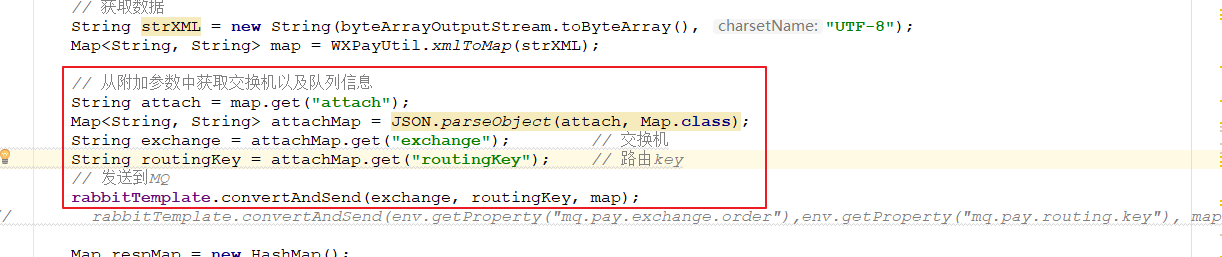 // 获取数据
String strXML = new String(byteArrayOutputStream.toByteArray(), charsetName: "UTF-8");
Map<String, String> map = WXPayUtil.xmlToMap(strXML);
// 从附加参数中获取交换机以及队列信息
String attach = map.get("attach");
Map<String, String> attachMap = JSON.parseObject(attach, Map.class);
String exchange = attachMap.get("exchange"); // 交换机
String routingKey = attachMap.get("routingKey"); // 路由key
// 发送到MQ
rabbitTemplate.convertAndSend(exchange, routingKey, map);
// rabbitTemplate.convertAndSend(env.getProperty("mq.pay.exchange.order"),env.getProperty("mq.pay.routing.key"), map
Map respMap = new HashMap();